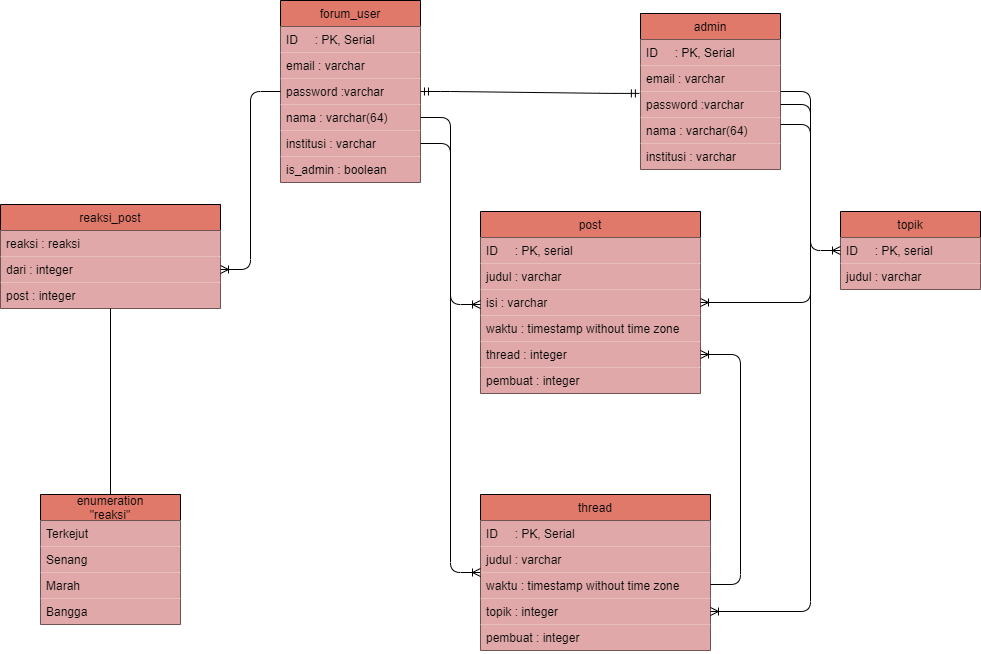 forum_user
ID : PK, Serial
email : varchar
password :varchar
nama : varchar(64)
institusi : varchar
is_admin : boolean
admin
ID : PK, Serial
email : varchar
password :varchar
nama : varchar(64)
institusi : varchar
reaksi_post
reaksi : reaksi
dari : integer
post : integer
post
ID : PK, serial
judul : varchar
isi : varchar
waktu : timestamp without time zone
thread : integer
pembuat : integer
topik
ID : PK, serial
judul : varchar
enumeration
"reaksi"
Terkejut
Senang
Marah
Bangga
thread
ID : PK, Serial
judul : varchar
waktu : timestamp without time zone
topik : integer
pembuat : integer